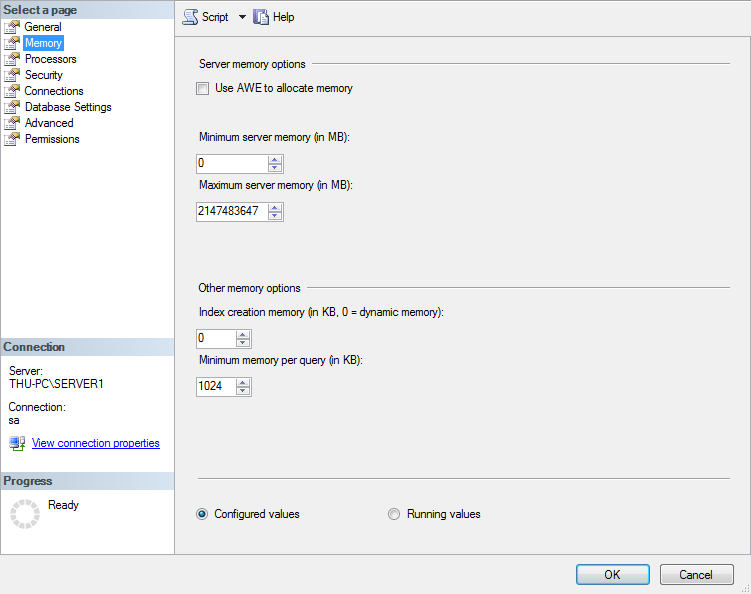 Select a page
General
Memory
Processors
Security
Connections
Database Settings
Advanced
Permissions
Connection
Server:
THU-PC\SERVER1
Connection:
sa
View connection properties
Progress
Ready
Script Help
Server memory options
Use AWE to allocate memory
Minimum server memory (in MB):
0
Maximum server memory (in MB):
2147483647
Other memory options
Index creation memory (in KB, 0 = dynamic memory):
0
Minimum memory per query (in KB):
1024
Configured values Running values
OK Cancel